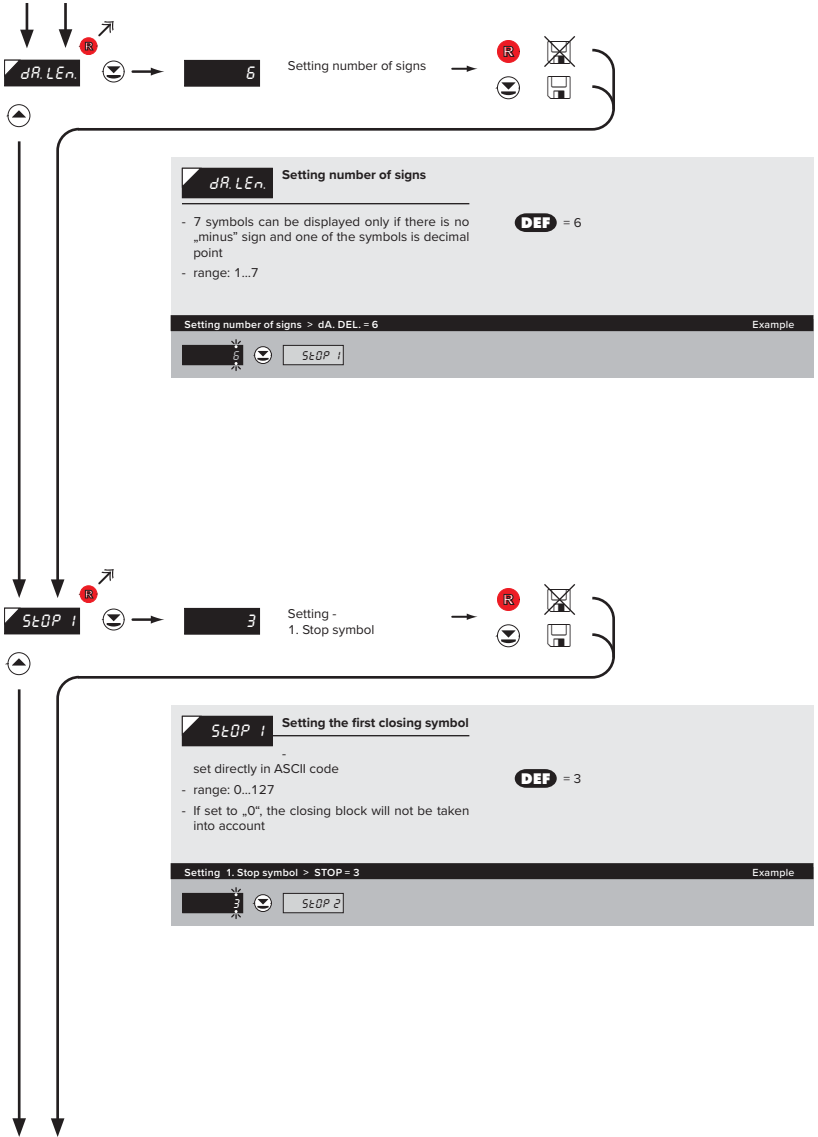 R
dA.LEn.
6
Setting number of signs
R
dA.LEn.
Setting number of signs
- 7 symbols can be displayed only if there is no
„minus" sign and one of the symbols is decimal
point
- range: 1...7
DEF = 6
Setting number of signs > dA. DEL. = 6
Example
6
StOP 1
R
StOP 1
3
Setting -
1. Stop symbol
R
StOP 1
Setting the first closing symbol
-
set directly in ASCII code
- range: 0...127
- If set to „0“, the closing block will not be taken
into account
DEF = 3
Setting 1. Stop symbol > STOP = 3
Example
3
StOP 2